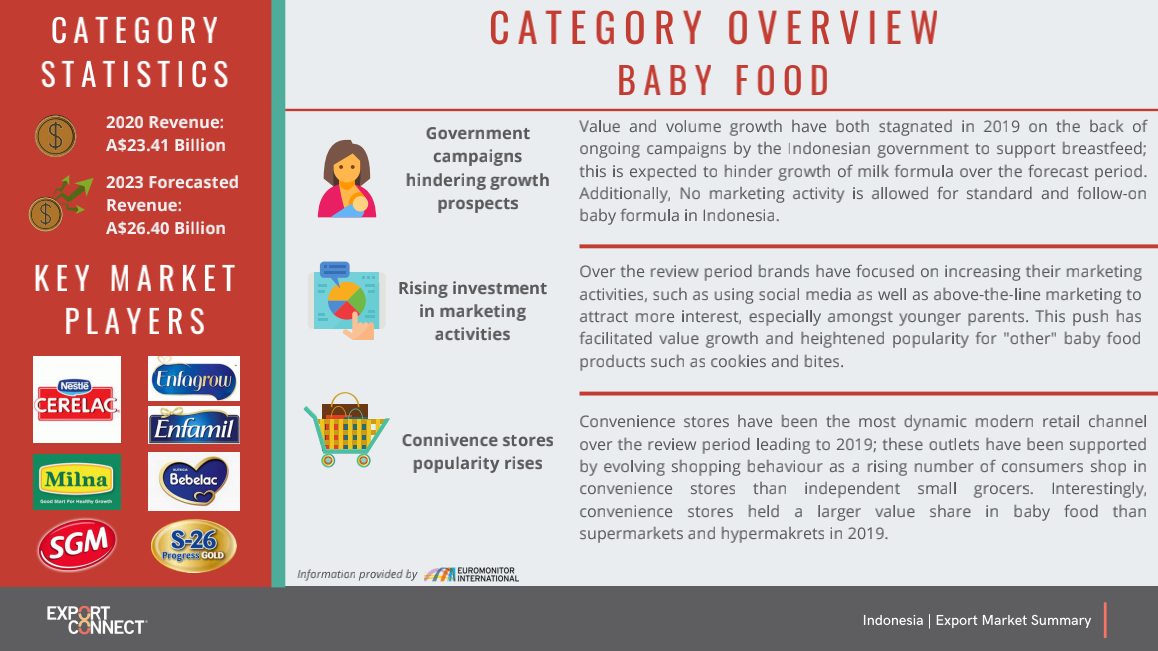 CATEGORY
STATISTICS
2020 Revenue:
A$23.41 Billion
2023 Forecasted
Revenue:
A$26.40 Billion
KEY MARKET
PLAYERS
Nestle
CERELAC
Enfagrow
Enfamil
Milna
Good Start For Healthy Growth
NUTRICIA
Bebelac
SGM
S-26
Progress GOLD
CATEGORY OVERVIEW
BABY FOOD
Government
campaigns
hindering growth
prospects
Value and volume growth have both stagnated in 2019 on the back of
ongoing campaigns by the Indonesian government to support breastfeed;
this is expected to hinder growth of milk formula over the forecast period.
Additionally, No marketing activity is allowed for standard and follow-on
baby formula in Indonesia.
Rising investment
in marketing
activities
Over the review period brands have focused on increasing their marketing
activities, such as using social media as well as above-the-line marketing to
attract more interest, especially amongst younger parents. This push has
facilitated value growth and heightened popularity for "other" baby food
products such as cookies and bites.
Connivence stores
popularity rises
Convenience stores have been the most dynamic modern retail channel
over the review period leading to 2019; these outlets have been supported
by evolving shopping behaviour as a rising number of consumers shop in
convenience stores than independent small grocers. Interestingly,
convenience stores held a larger value share in baby food than
supermarkets and hypermakrets in 2019.
Information provided by
EUROMONITOR
INTERNATIONAL
EXPORT
CONNECT
Indonesia | Export Market Summary